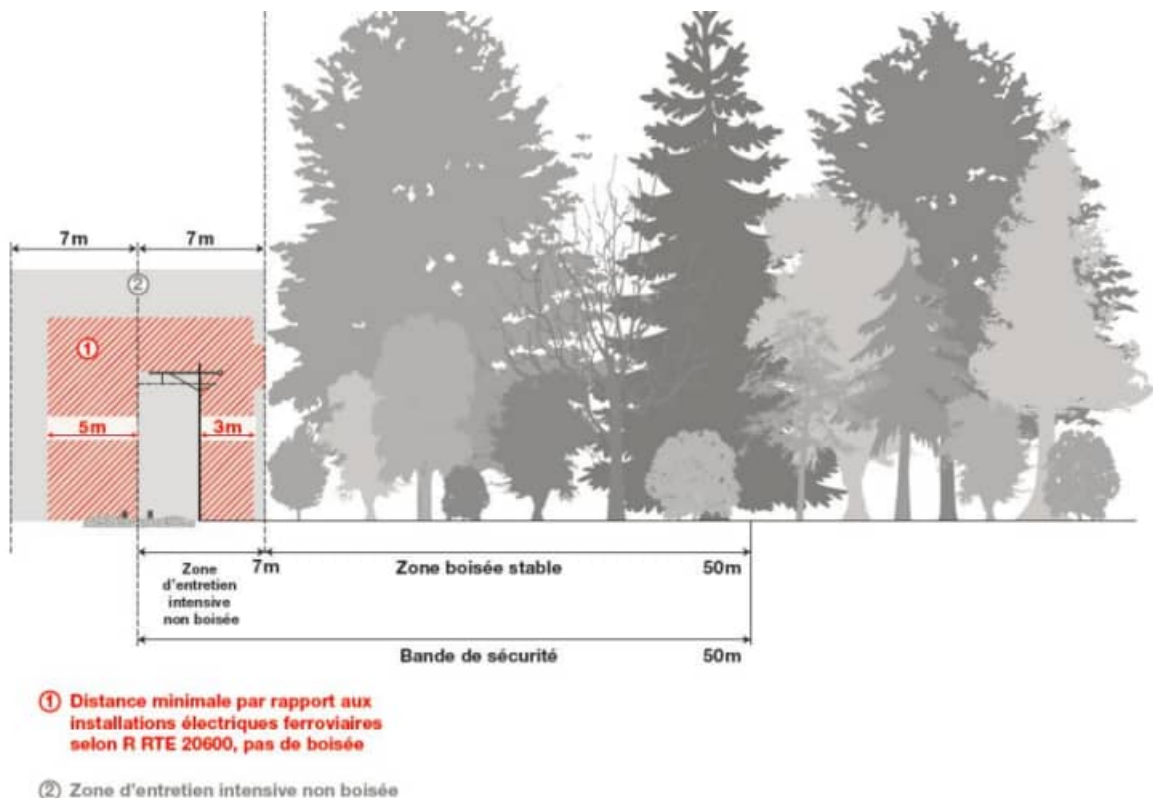 7m 7m
②
①
5m 3m
7m Zone boisée stable 50m
Zone
d'entretien
intensive
non boisée
Bande de sécurité 50m
① Distance minimale par rapport aux
installations électriques ferroviaires
selon R RTE 20600, pas de boisée
② Zone d'entretien intensive non boisée